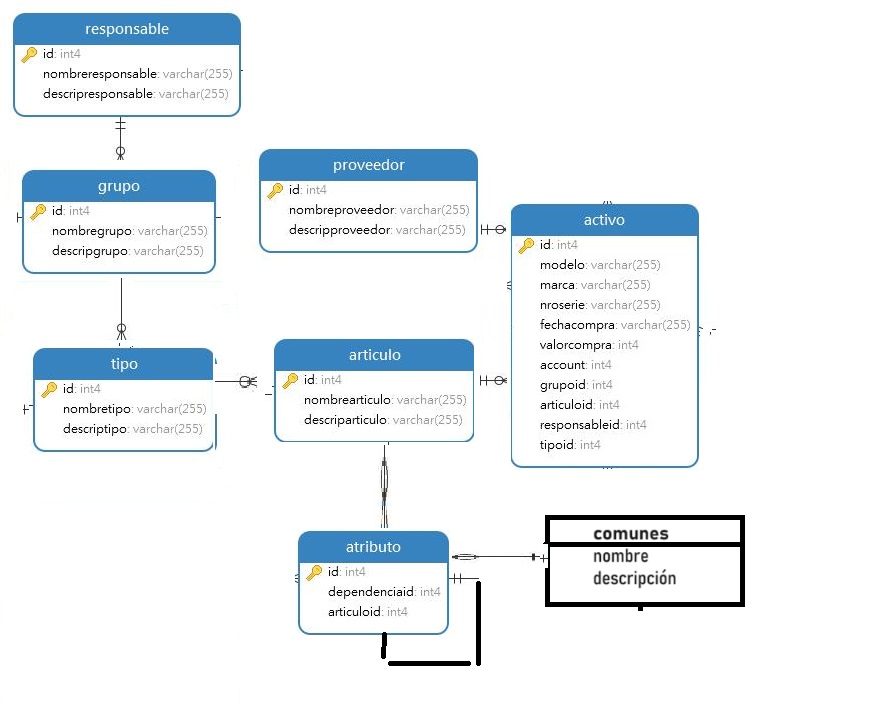 responsable
id: int4
nombreresponsable: varchar(255)
descripresponsable: varchar(255)
grupo
id: int4
nombregrupo: varchar(255)
descripgrupo: varchar(255)
proveedor
id: int4
nombreproveedor: varchar(255)
descripproveedor: varchar(255)
activo
id: int4
modelo: varchar(255)
marca: varchar(255)
nroserie: varchar(255)
fechacompra: varchar(255)
valorcompra: int4
account: int4
grupoid: int4
articuloid: int4
responsableid: int4
tipoid: int4
tipo
id: int4
nombretipo: varchar(255)
descriptipo: varchar(255)
articulo
id: int4
nombrearticulo: varchar(255)
descriparticulo: varchar(255)
atributo
id: int4
dependenciaid: int4
articuloid: int4
comunes
nombre
descripción